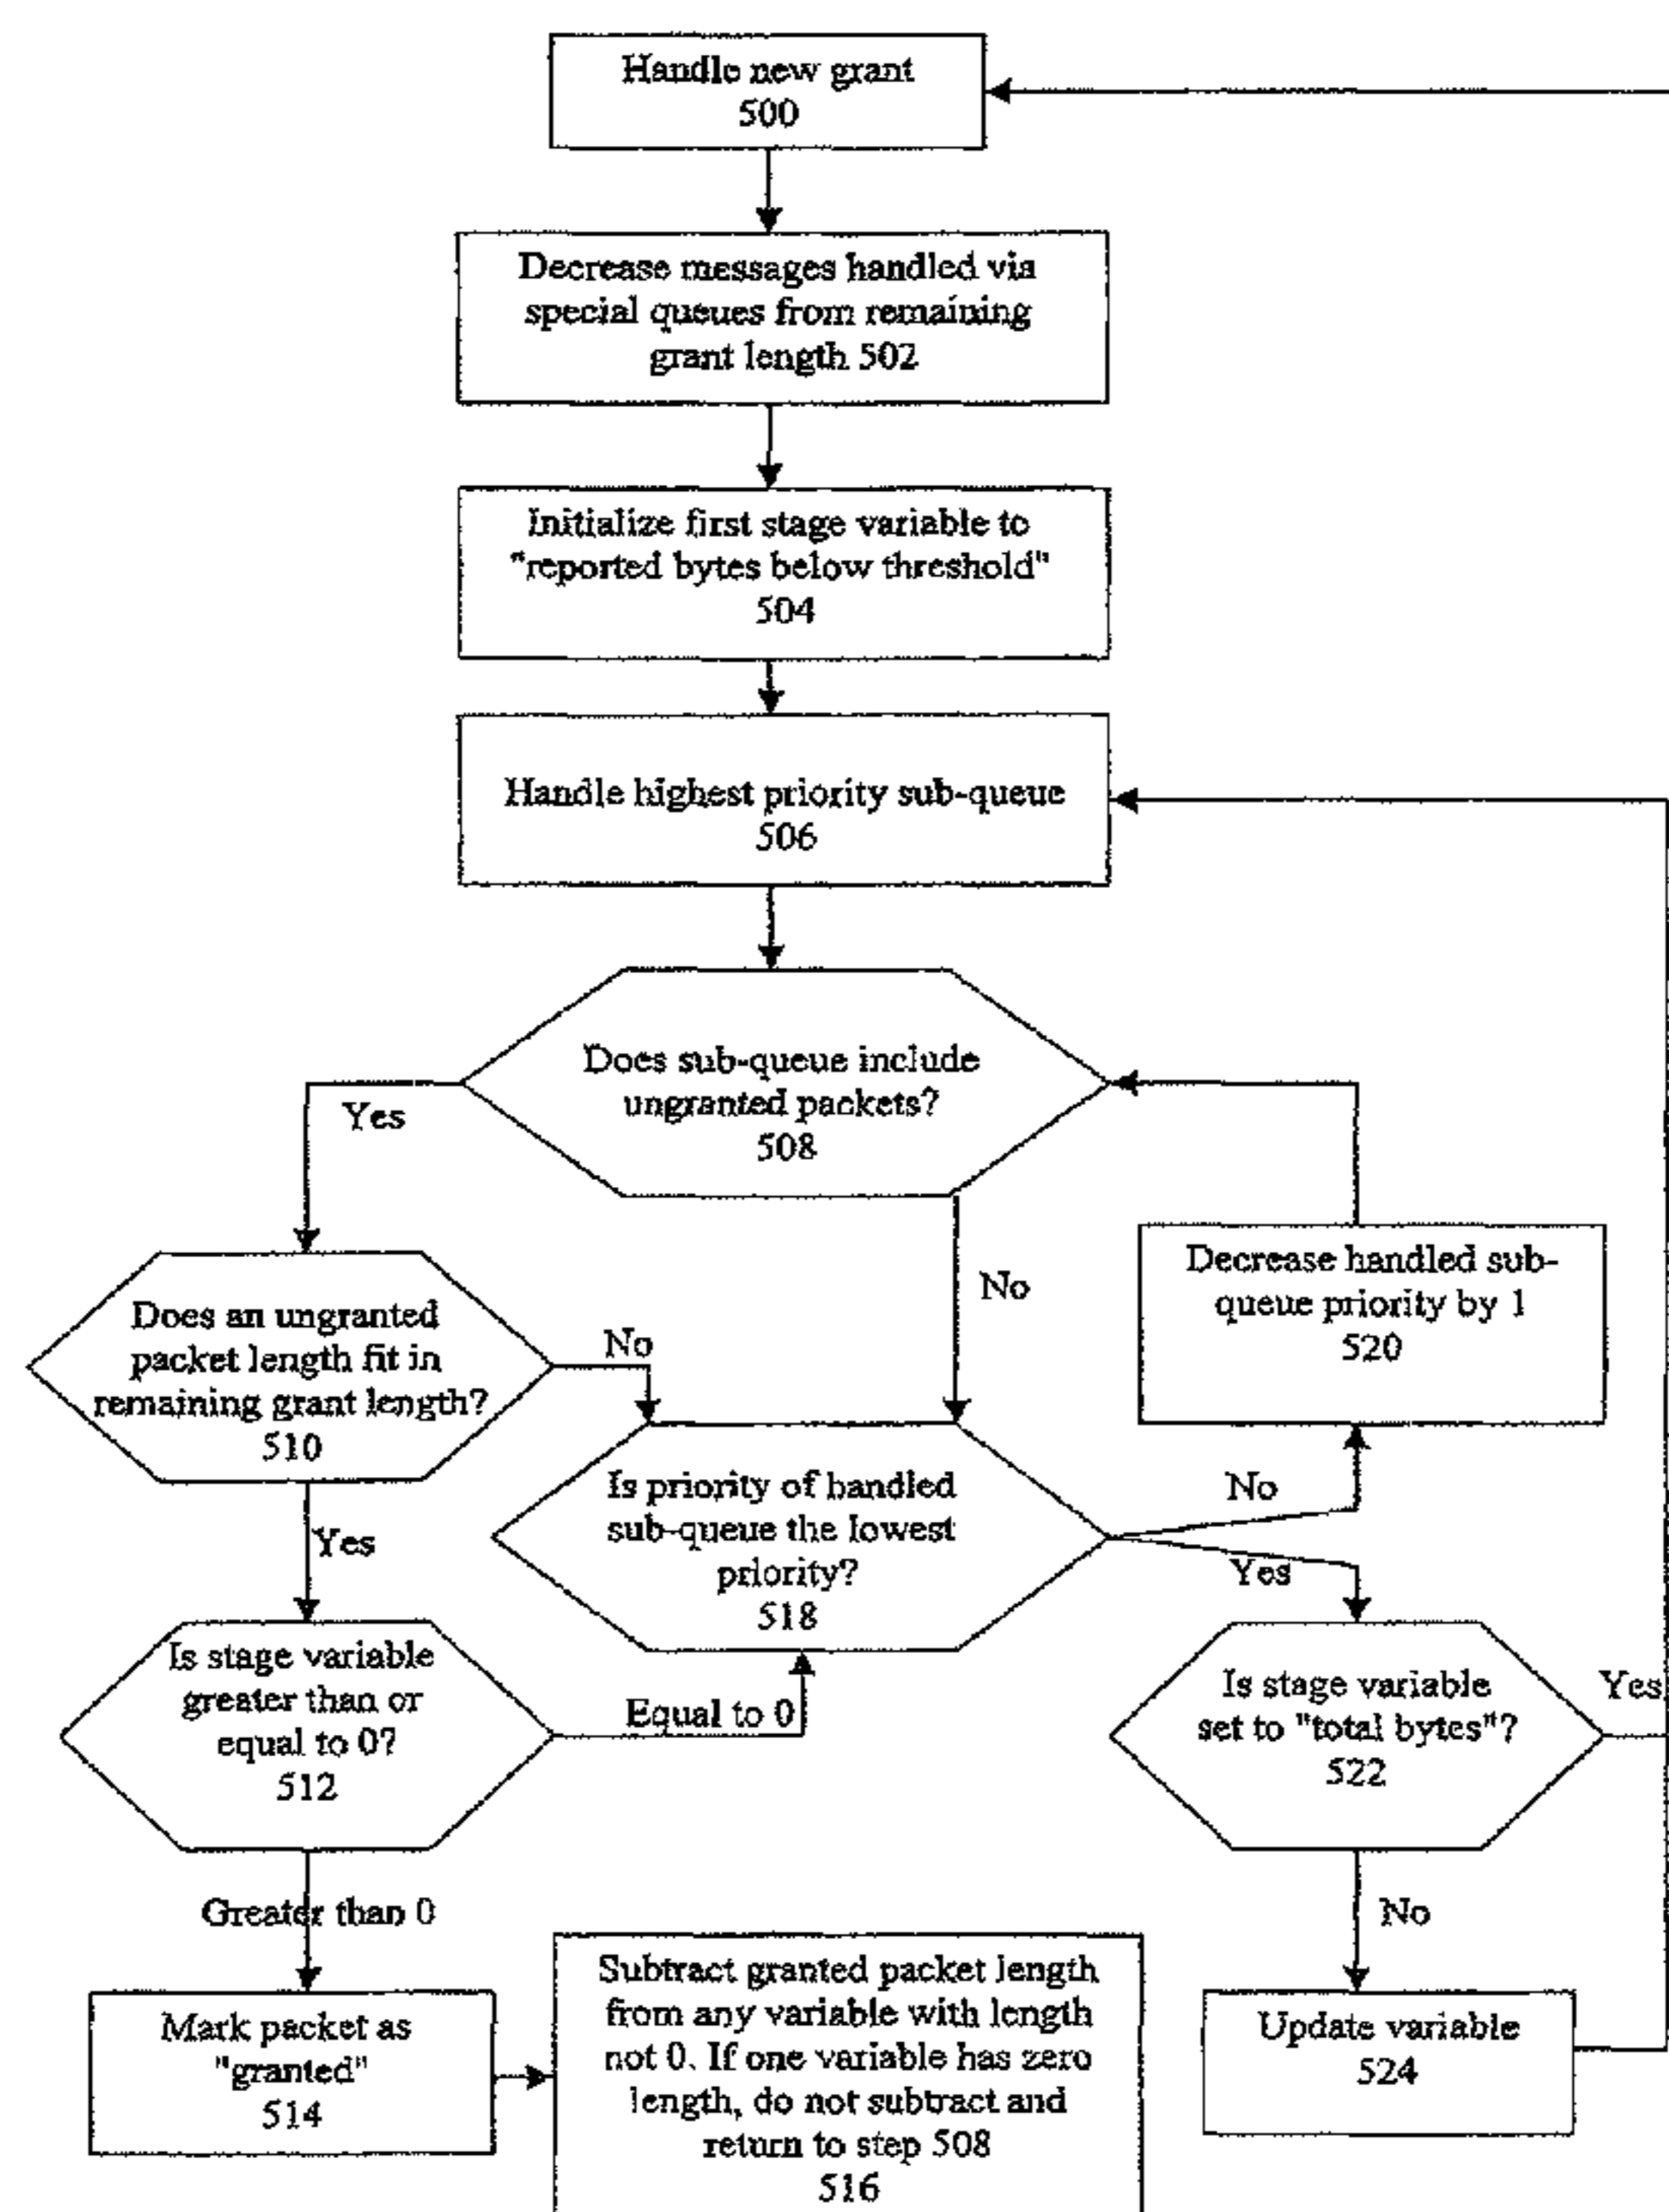 Handle new grant
500
Decrease messages handled via
special queues from remaining
grant length 502
Initialize first stage variable to
"reported bytes below threshold"
504
Handle highest priority sub-queue
506
Does sub-queue include
ungranted packets?
508
Yes
No
Decrease handled sub-
queue priority by 1
520
Does an ungranted
packet length fit in
remaining grant length?
510
No
Yes
Is priority of handled
sub-queue the lowest
priority?
518
No
Yes
Is stage variable
greater than or
equal to 0?
512
Equal to 0
Is stage variable
set to "total bytes"?
522
Yes
No
Greater than 0
Mark packet as
"granted"
514
Subtract granted packet length
from any variable with length
not 0. If one variable has zero
length, do not subtract and
return to step 508
516
Update variable
524